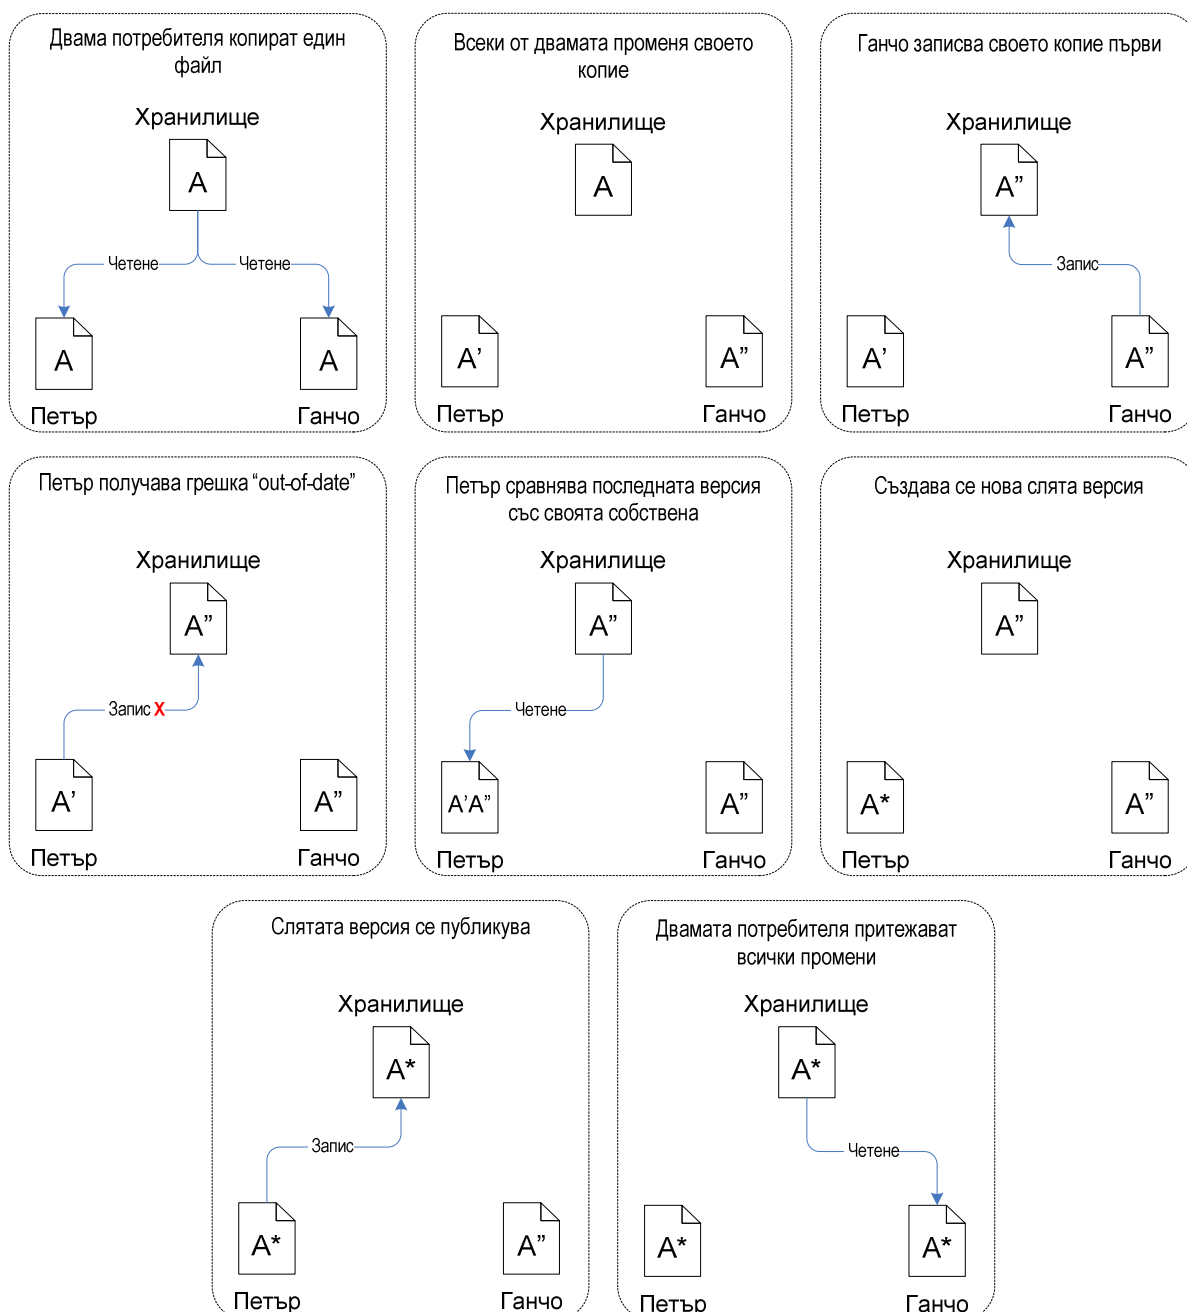 Двама потребителя копират един
файл
Хранилище
A
Четене
Четене
A
A
Петър
Ганчо
Всеки от двамата променя своето
копие
Хранилище
A
A’
A”
Петър
Ганчо
Ганчо записва своето копие първи
Хранилище
A”
Запис
A’
A”
Петър
Ганчо
Петър получава грешка “out-of-date”
Хранилище
A”
Запис X
A’
A”
Петър
Ганчо
Петър сравнява последната версия
със своята собствена
Хранилище
A”
Четене
A’A”
A”
Петър
Ганчо
Създава се нова слята версия
Хранилище
A”
A*
A”
Петър
Ганчо
Слятата версия се публикува
Хранилище
A*
Запис
A*
A”
Петър
Ганчо
Двамата потребителя притежават
всички промени
Хранилище
A*
Четене
A*
A*
Петър
Ганчо